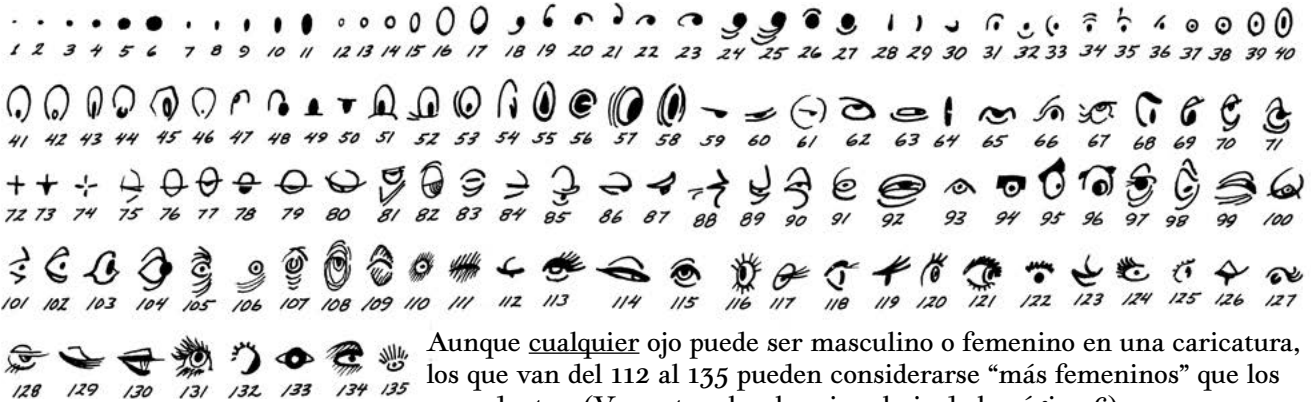 1 2 3 4 5 6 7 8 9 10 11 12 13 14 15 16 17 18 19 20 21 22 23 24 25 26 27 28 29 30 31 32 33 34 35 36 37 38 39 40
41 42 43 44 45 46 47 48 49 50 51 52 53 54 55 56 57 58 59 60 61 62 63 64 65 66 67 68 69 70 71
72 73 74 75 76 77 78 79 80 81 82 83 84 85 86 87 88 89 90 91 92 93 94 95 96 97 98 99 100
101 102 103 104 105 106 107 108 109 110 111 112 113 114 115 116 117 118 119 120 121 122 123 124 125 126 127
128 129 130 131 132 133 134 135
Aunque cualquier ojo puede ser masculino o femenino en una caricatura,
los que van del 112 al 135 pueden considerarse “más femeninos” que los